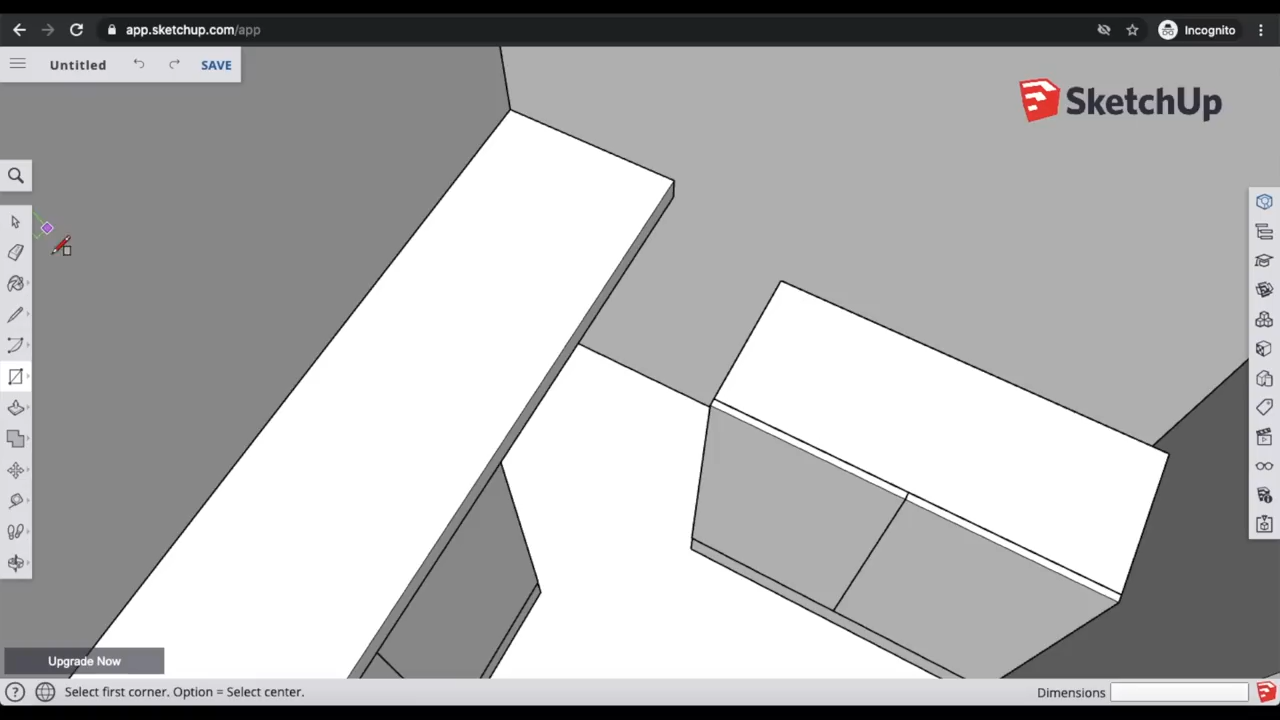 app.sketchup.com/app
Incognito
Untitled
SAVE
SketchUp
Upgrade Now
Select first corner. Option = Select center.
Dimensions